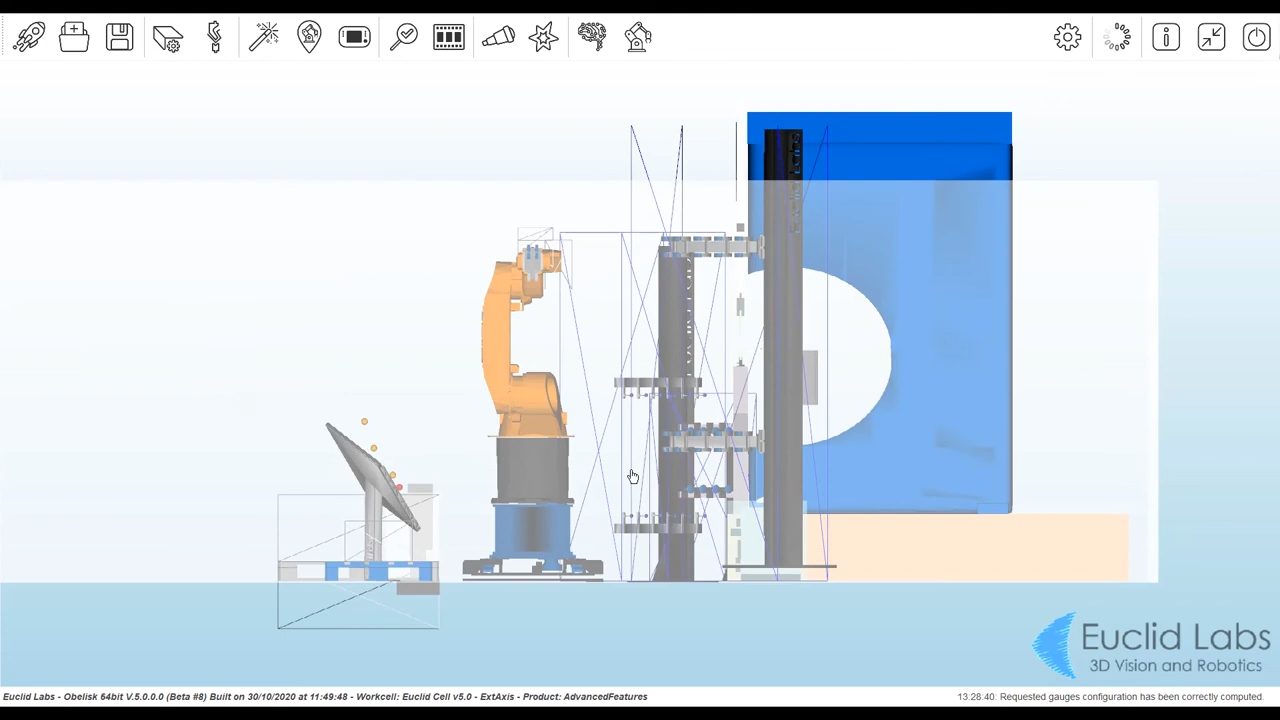 Euclid Labs
3D Vision and Robotics
Euclid Labs - Obelisk 64bit V.5.0.0.0 (Beta #8) Built on 30/10/2020 at 11:49:48 - Workcell: Euclid Cell v5.0 - ExtAxis - Product: AdvancedFeatures
13:28:40: Requested gauges configuration has been correctly computed.